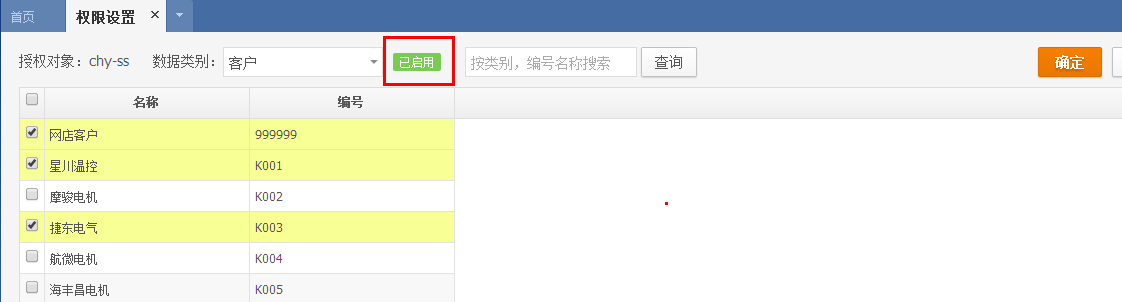 首页 权限设置 ×
授权对象：chy-ss 数据类别：客户 已启用 按类别，编号名称搜索 查询 确定
名称 编号
网店客户 999999
星川温控 K001
摩骏电机 K002
捷东电气 K003
航微电机 K004
海丰昌电机 K005